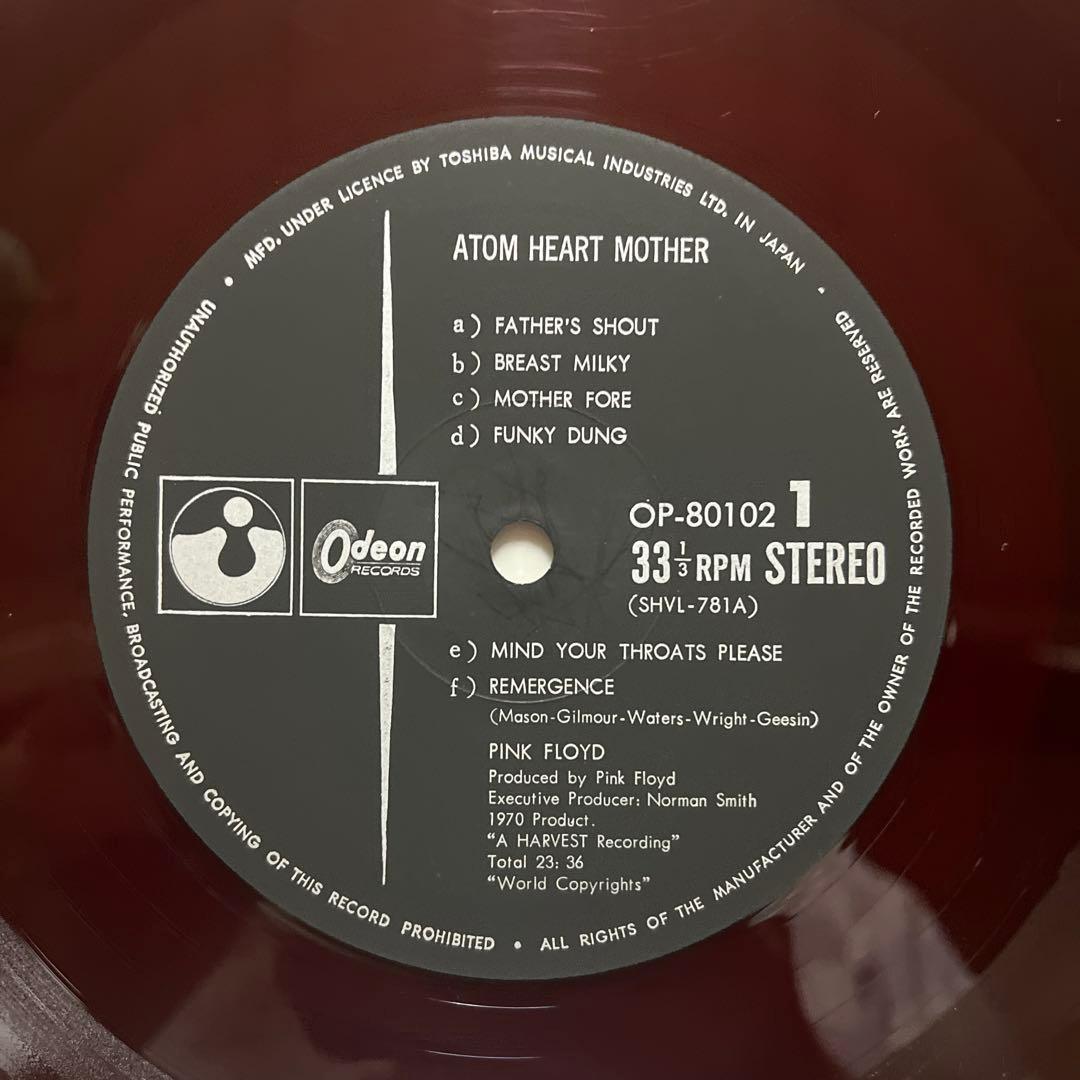 MFD. UNDER LICENCE BY TOSHIBA MUSICAL INDUSTRIES LTD. IN JAPAN •
ATOM HEART MOTHER
a) FATHER'S SHOUT
b) BREAST MILKY
c) MOTHER FORE
d) FUNKY DUNG
Odeon
RECORDS
OP-80102 1
33 1/3 RPM STEREO
(SHVL-781A)
e) MIND YOUR THROATS PLEASE
f) REMERGENCE
(Mason-Gilmour-Waters-Wright-Geesin)
PINK FLOYD
Produced by Pink Floyd
Executive Producer: Norman Smith
1970 Product.
"A HARVEST Recording"
Total 23: 36
"World Copyrights"
ALL RIGHTS OF THE MANUFACTURER AND OF THE OWNER OF THE RECORDED WORK ARE RESERVED •
UNAUTHORIZED PUBLIC PERFORMANCE, BROADCASTING AND COPYING OF THIS RECORD PROHIBITED •